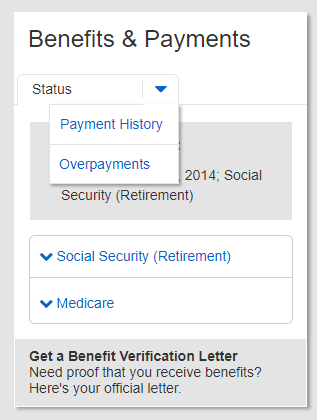 Benefits & Payments
Status
Payment History
Overpayments
, 2014; Social
Security (Retirement)
Social Security (Retirement)
Medicare
Get a Benefit Verification Letter
Need proof that you receive benefits?
Here's your official letter.